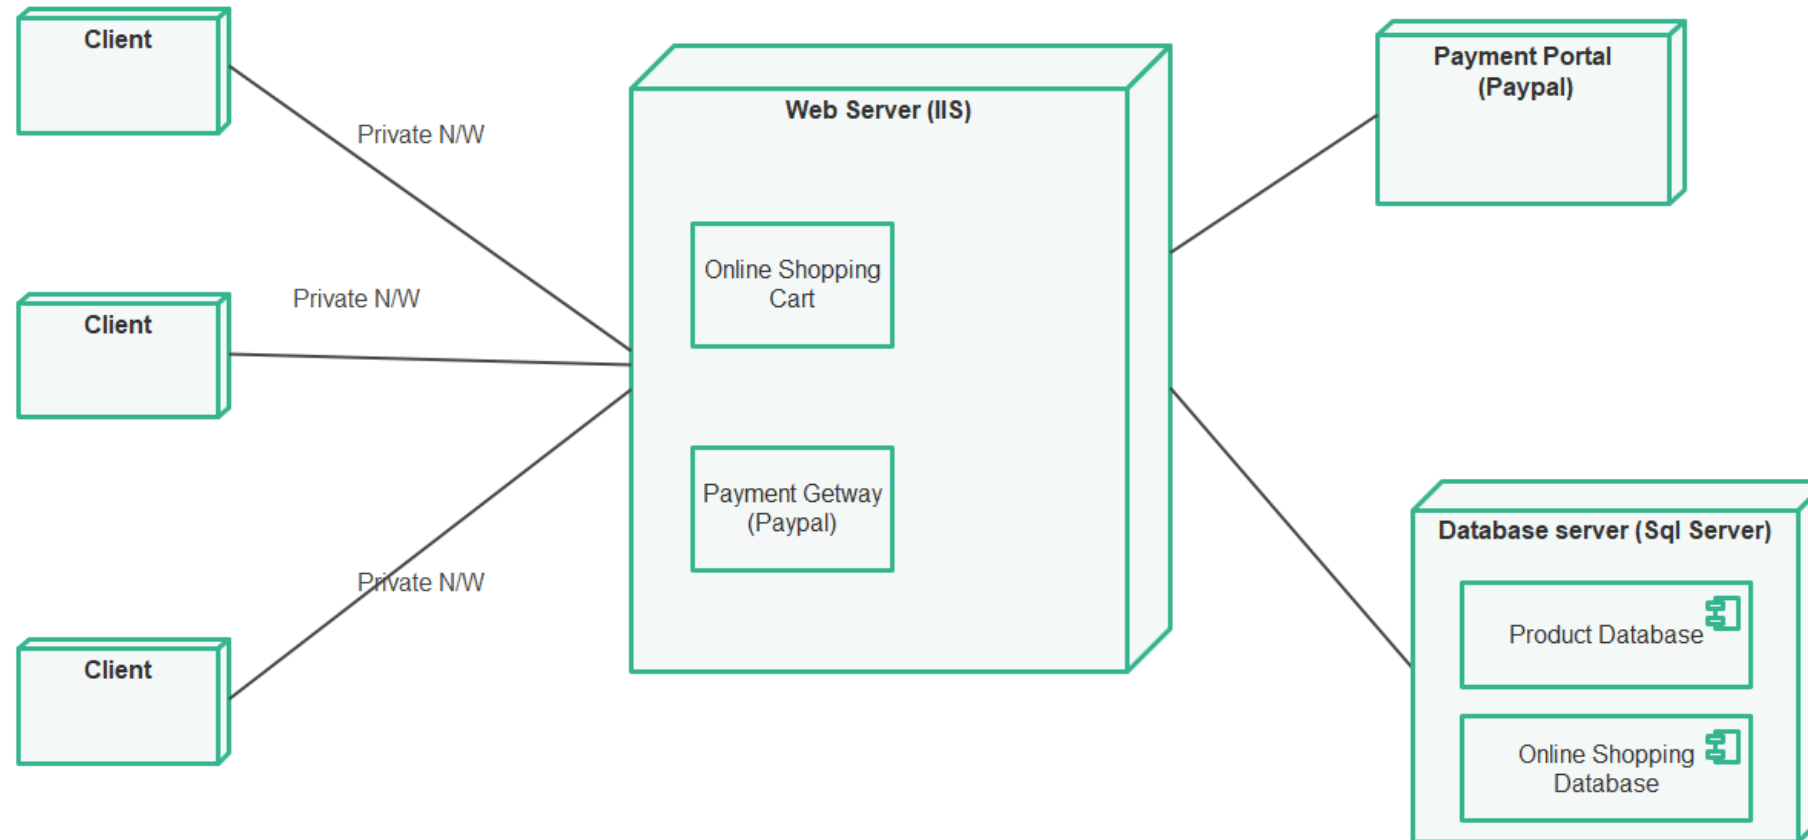 Client
Private N/W
Client
Private N/W
Client
Private N/W
Web Server (IIS)
Online Shopping
Cart
Payment Getway
(Paypal)
Payment Portal
(Paypal)
Database server (Sql Server)
Product Database
Online Shopping
Database